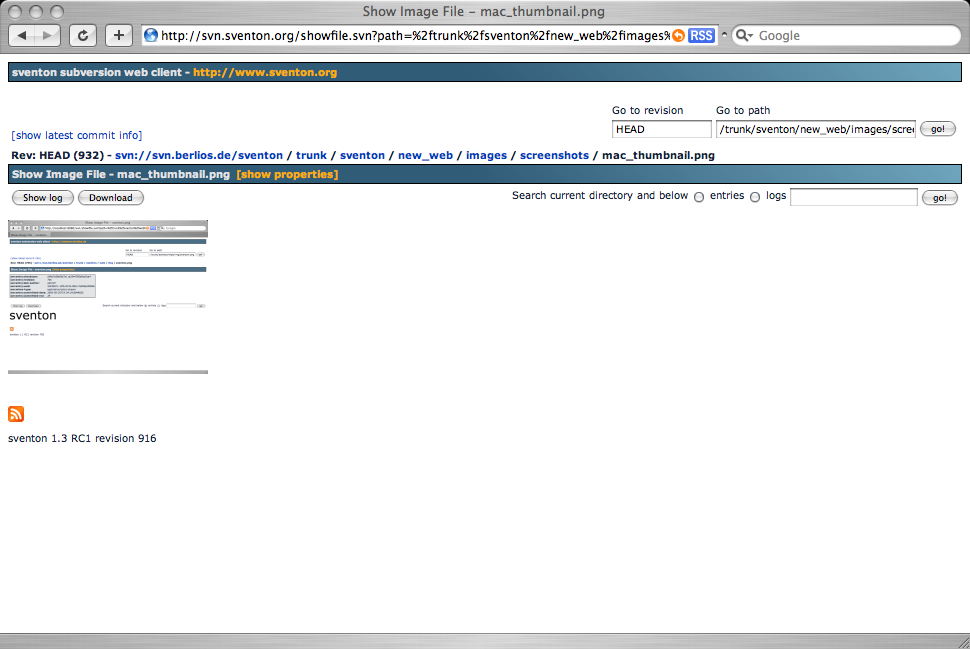 Show Image File – mac_thumbnail.png
http://svn.sventon.org/showfile.svn?path=%2ftrunk%2fsventon%2fnew_web%2fimages% RSS Google
sventon subversion web client - http://www.sventon.org
Go to revision Go to path
[show latest commit info] HEAD /trunk/sventon/new_web/images/scree go!
Rev: HEAD (932) - svn://svn.berlios.de/sventon / trunk / sventon / new_web / images / screenshots / mac_thumbnail.png
Show Image File - mac_thumbnail.png [show properties]
Show log Download Search current directory and below entries logs go!
sventon
sventon 1.3 RC1 revision 916